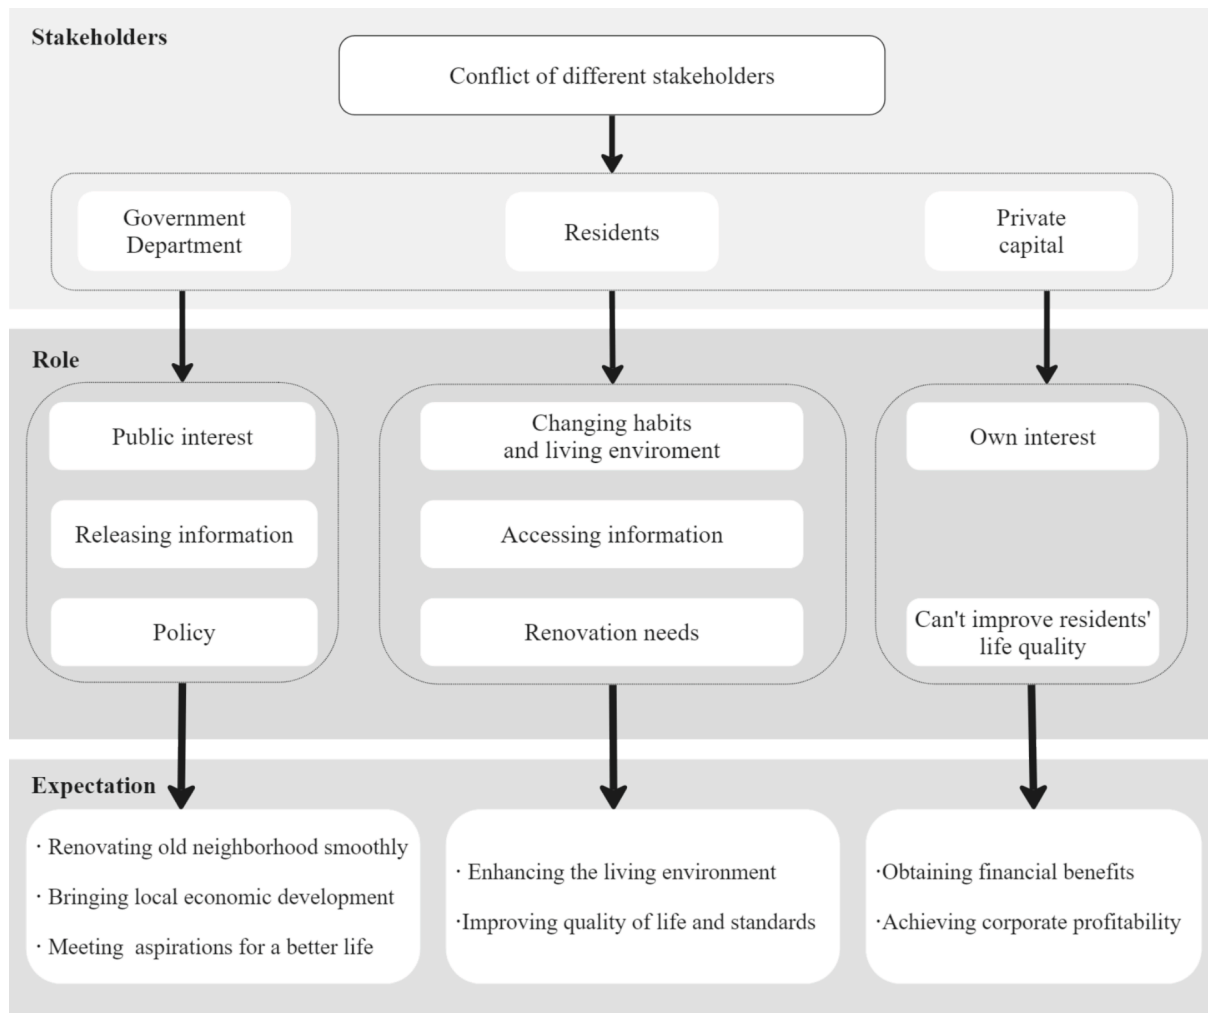 Stakeholders
Conflict of different stakeholders
Government
Department
Residents
Private
capital
Role
Public interest
Changing habits
and living enviroment
Own interest
Releasing information
Accessing information
Policy
Renovation needs
Can't improve residents'
life quality
Expectation
· Renovating old neighborhood smoothly
· Bringing local economic development
· Meeting aspirations for a better life
· Enhancing the living environment
·Improving quality of life and standards
·Obtaining financial benefits
·Achieving corporate profitability